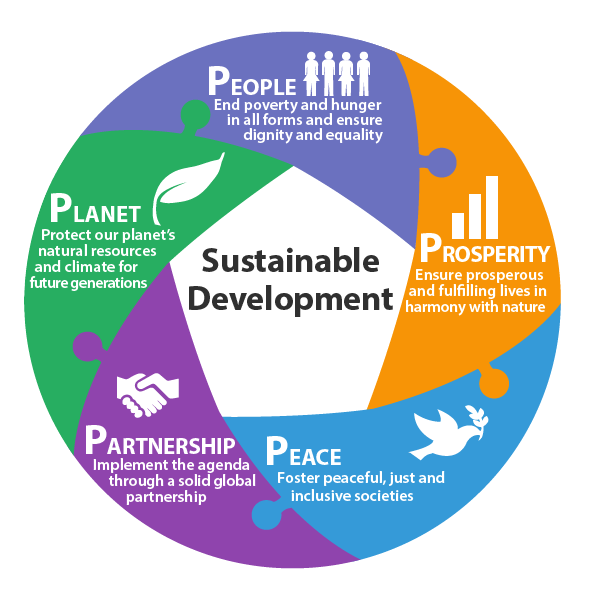 PEOPLE
End poverty and hunger
in all forms and ensure
dignity and equality
PROSPERITY
Ensure prosperous
and fulfilling lives in
harmony with nature
PEACE
Foster peaceful, just and
inclusive societies
PARTNERSHIP
Implement the agenda
through a solid global
partnership
PLANET
Protect our planet's
natural resources
and climate for
future generations
Sustainable
Development